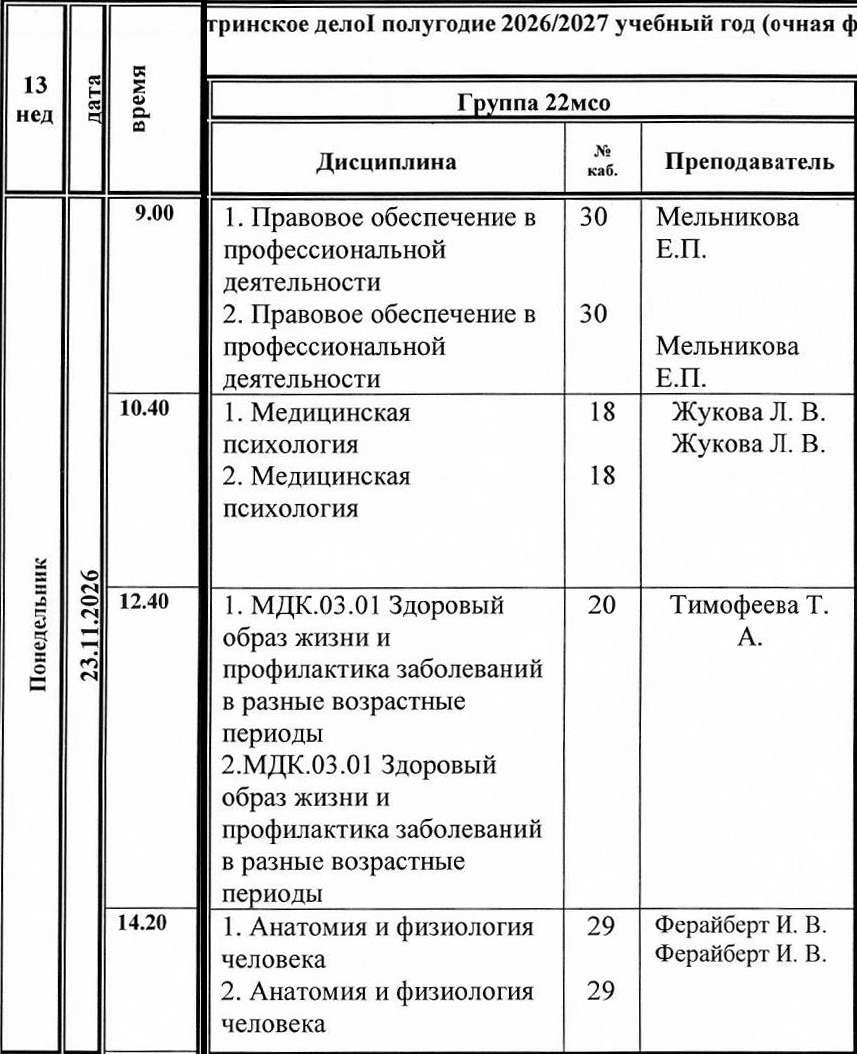 тринское делоI полугодие 2026/2027 учебный год (очная ф
13
нед
дата
время
Группа 22мсо
Дисциплина
№
каб.
Преподаватель
Понедельник
23.11.2026
9.00
1. Правовое обеспечение в
профессиональной
деятельности
2. Правовое обеспечение в
профессиональной
деятельности
30
30
Мельникова
Е.П.
Мельникова
Е.П.
10.40
1. Медицинская
психология
2. Медицинская
психология
18
18
Жукова Л. В.
Жукова Л. В.
12.40
1. МДК.03.01 Здоровый
образ жизни и
профилактика заболеваний
в разные возрастные
периоды
2.МДК.03.01 Здоровый
образ жизни и
профилактика заболеваний
в разные возрастные
периоды
20
Тимофеева Т.
А.
14.20
1. Анатомия и физиология
человека
2. Анатомия и физиология
человека
29
29
Ферайберт И. В.
Ферайберт И. В.